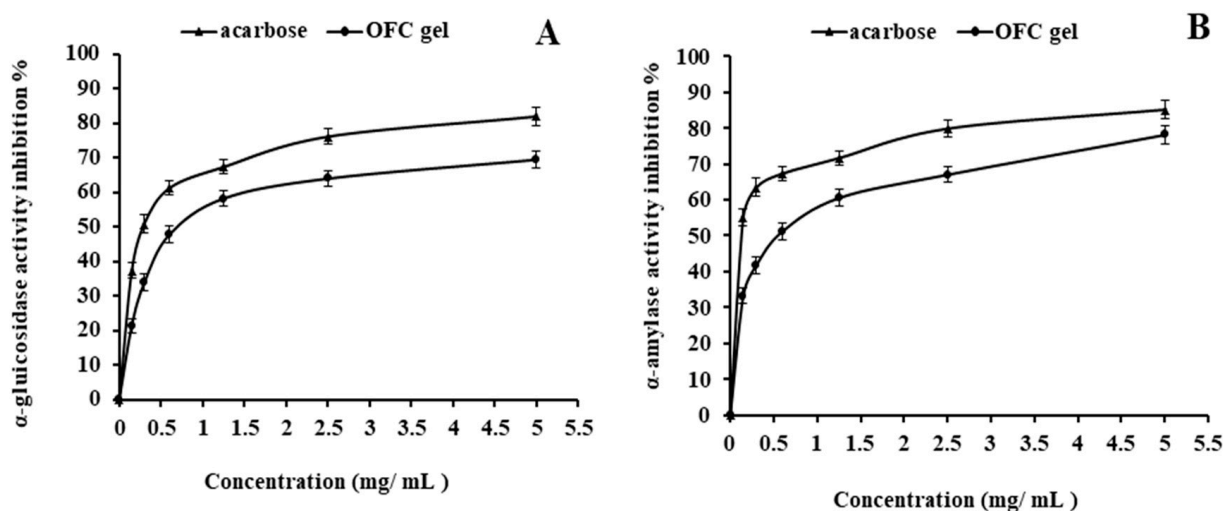 acarbose OFC gel
A
100
90
80
70
60
50
40
30
20
10
0
α-gluicosidase activity inhibition %
0 0.5 1 1.5 2 2.5 3 3.5 4 4.5 5 5.5
Concentration (mg/ mL )
acarbose OFC gel
B
100
90
80
70
60
50
40
30
20
10
0
α-amylase activity inhibition %
0 0.5 1 1.5 2 2.5 3 3.5 4 4.5 5 5.5
Concentration (mg/ mL )